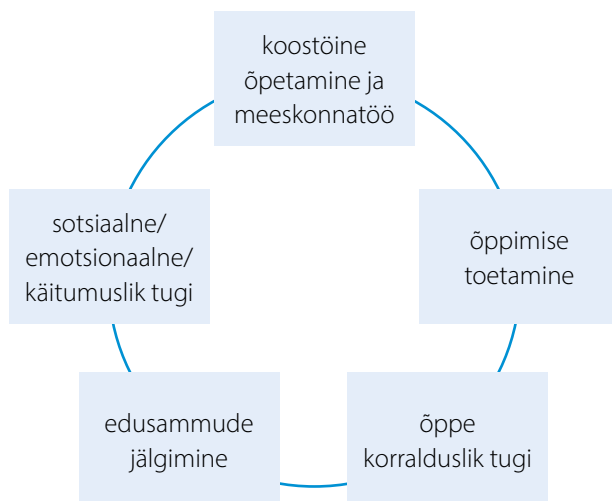 koostöine
õpetamine ja
meeskonnatöö
sotsiaalne/
emotsionaalne/
käitumuslik tugi
õppimise
toetamine
edusammude
jälgimine
õppe
korralduslik tugi